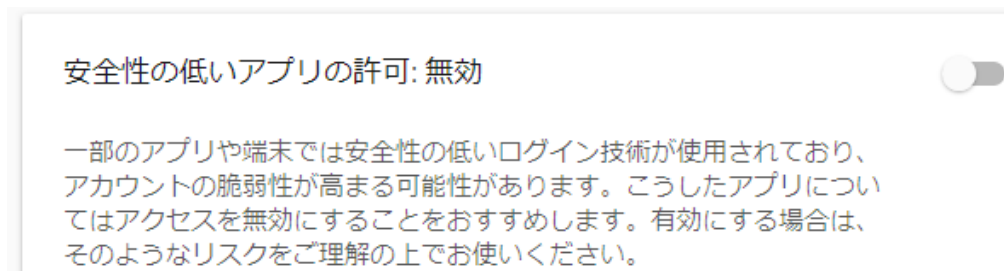 安全性の低いアプリの許可: 無効
一部のアプリや端末では安全性の低いログイン技術が使用されており、
アカウントの脆弱性が高まる可能性があります。こうしたアプリについ
てはアクセスを無効にすることをおすすめします。有効にする場合は、
そのようなリスクをご理解の上でお使いください。